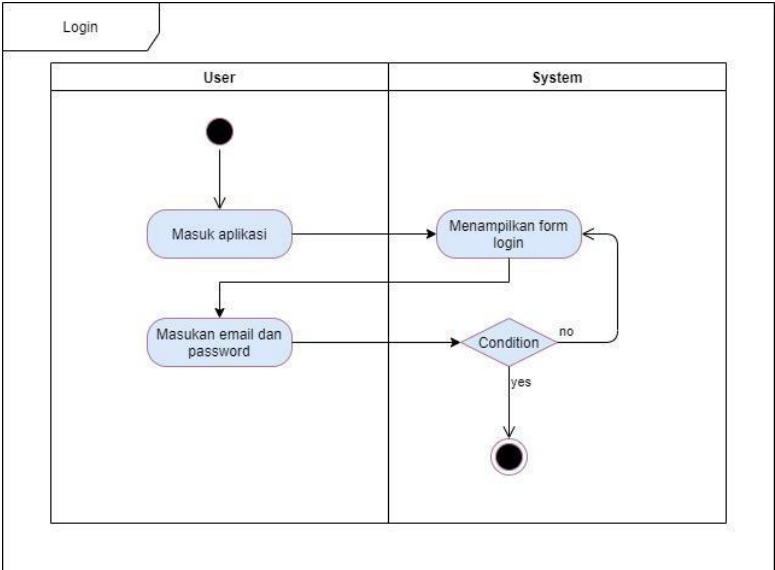 Login
User
System
Masuk aplikasi
Menampilkan form
login
Masukan email dan
password
Condition
no
yes